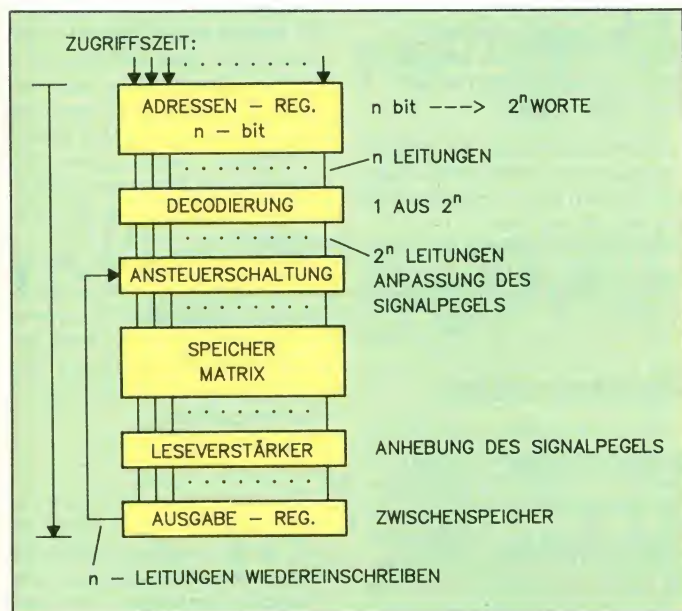 ZUGRIFFSZEIT:
ADRESSEN – REG.
n – bit
n bit ---> 2ⁿ WORTE
n LEITUNGEN
DECODIERUNG
1 AUS 2ⁿ
2ⁿ LEITUNGEN
ANSTEUERSCHALTUNG
ANPASSUNG DES
SIGNALPEGELS
SPEICHER
MATRIX
LESEVERSTÄRKER
ANHEBUNG DES SIGNALPEGELS
AUSGABE – REG.
ZWISCHENSPEICHER
n – LEITUNGEN WIEDEREINSCHREIBEN